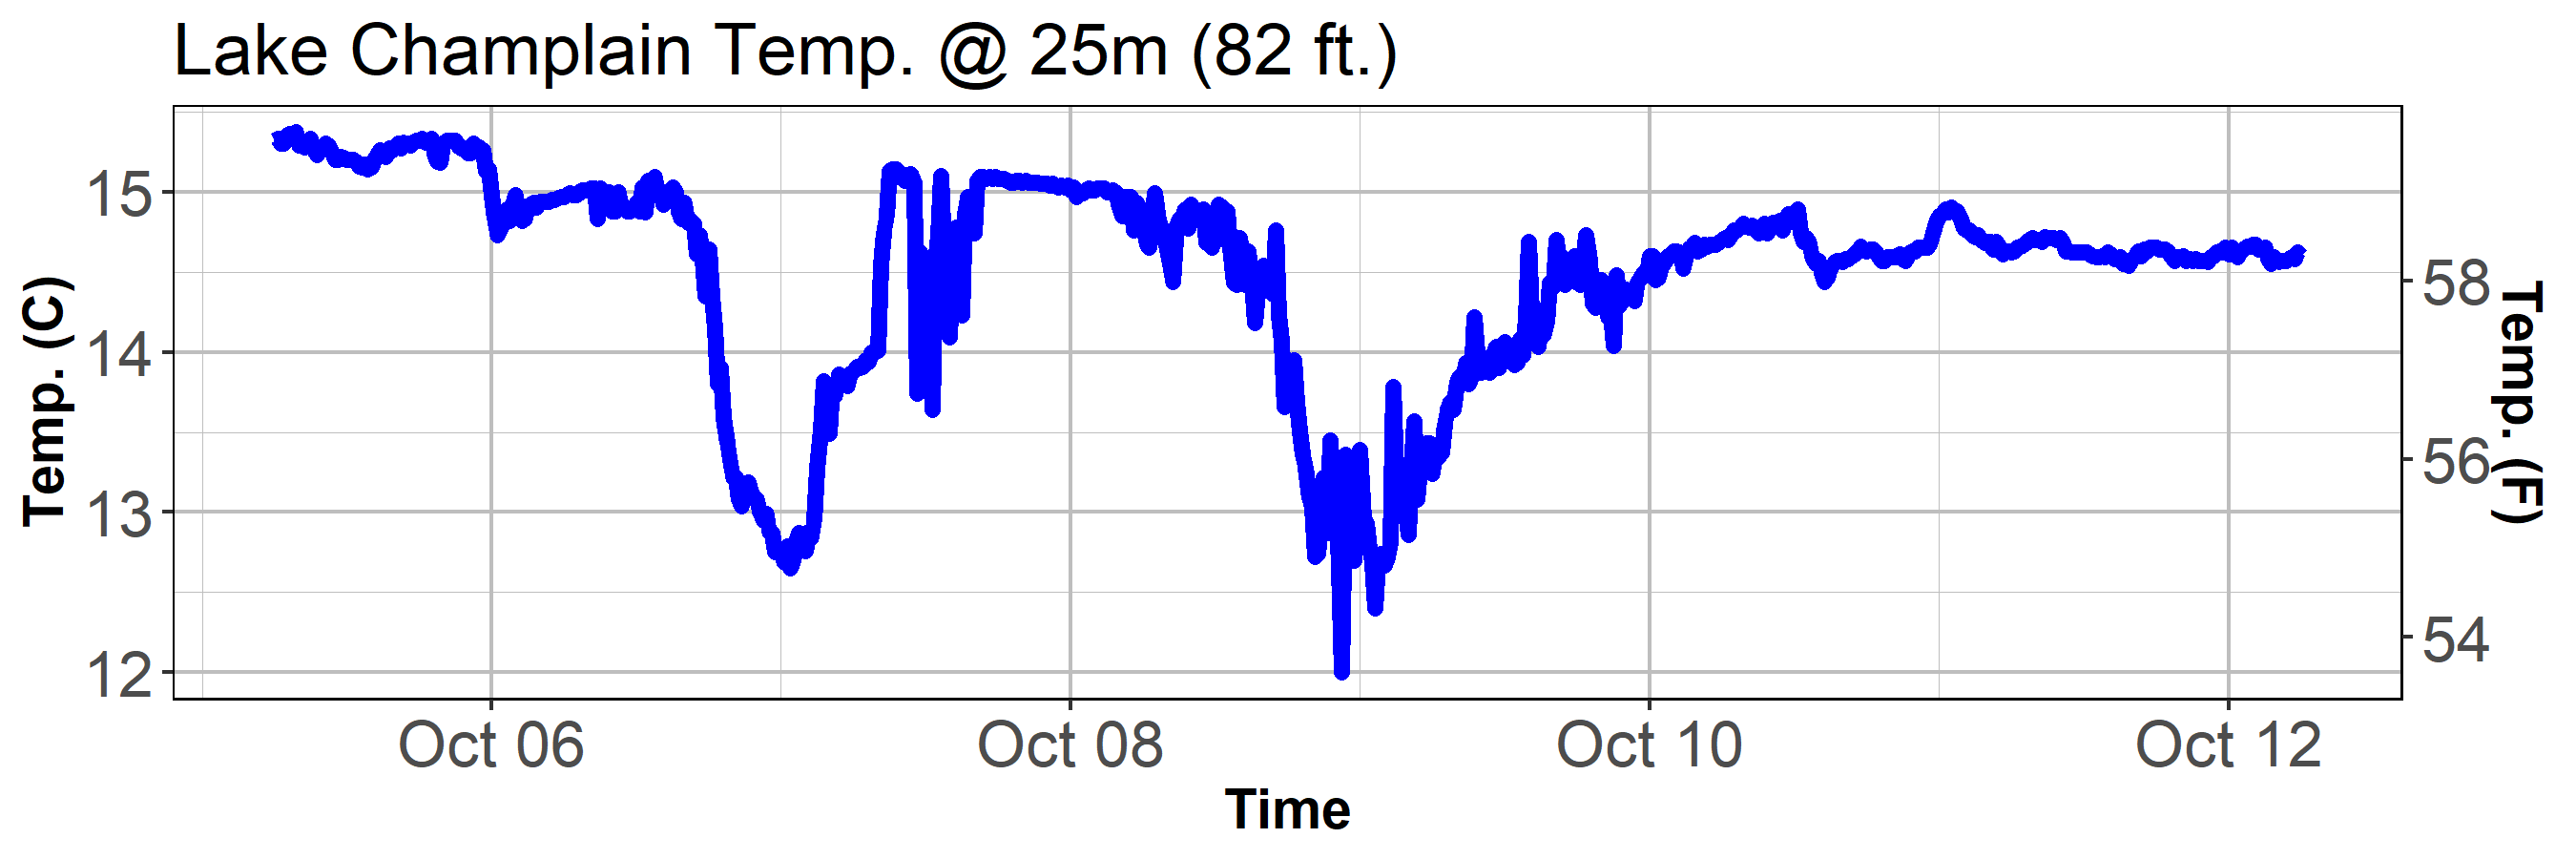 Lake Champlain Temp. @ 25m (82 ft.)
Temp. (C)
15
14
13
12
58
56
54
Temp. (F)
Oct 06
Oct 08
Oct 10
Oct 12
Time